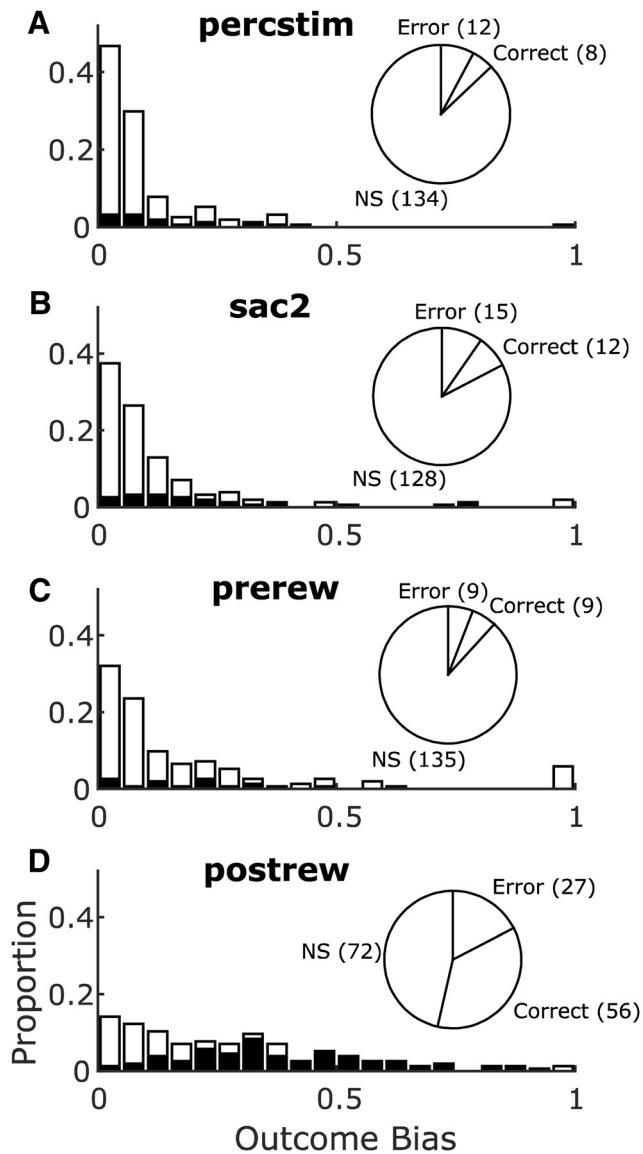 A
percstim
Error (12)
Correct (8)
NS (134)
0.4
0.2
0
0
0.5
1
B
sac2
Error (15)
Correct (12)
NS (128)
0.4
0.2
0
0
0.5
1
C
prerew
Error (9)
Correct (9)
NS (135)
0.4
0.2
0
0
0.5
1
D
postrew
Error (27)
NS (72)
Correct (56)
Proportion
0.4
0.2
0
0
0.5
1
Outcome Bias